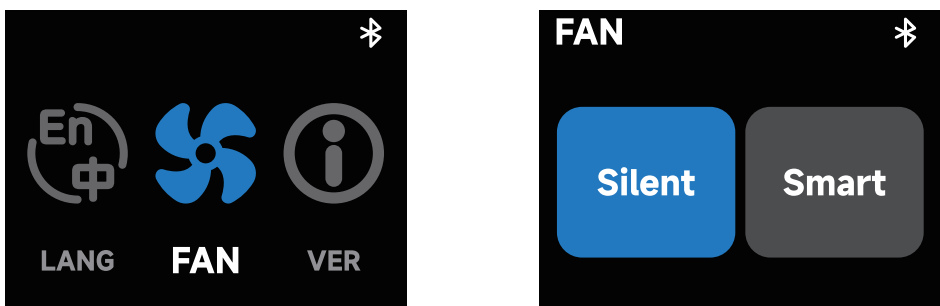 En
中
LANG FAN VER
FAN
Silent Smart